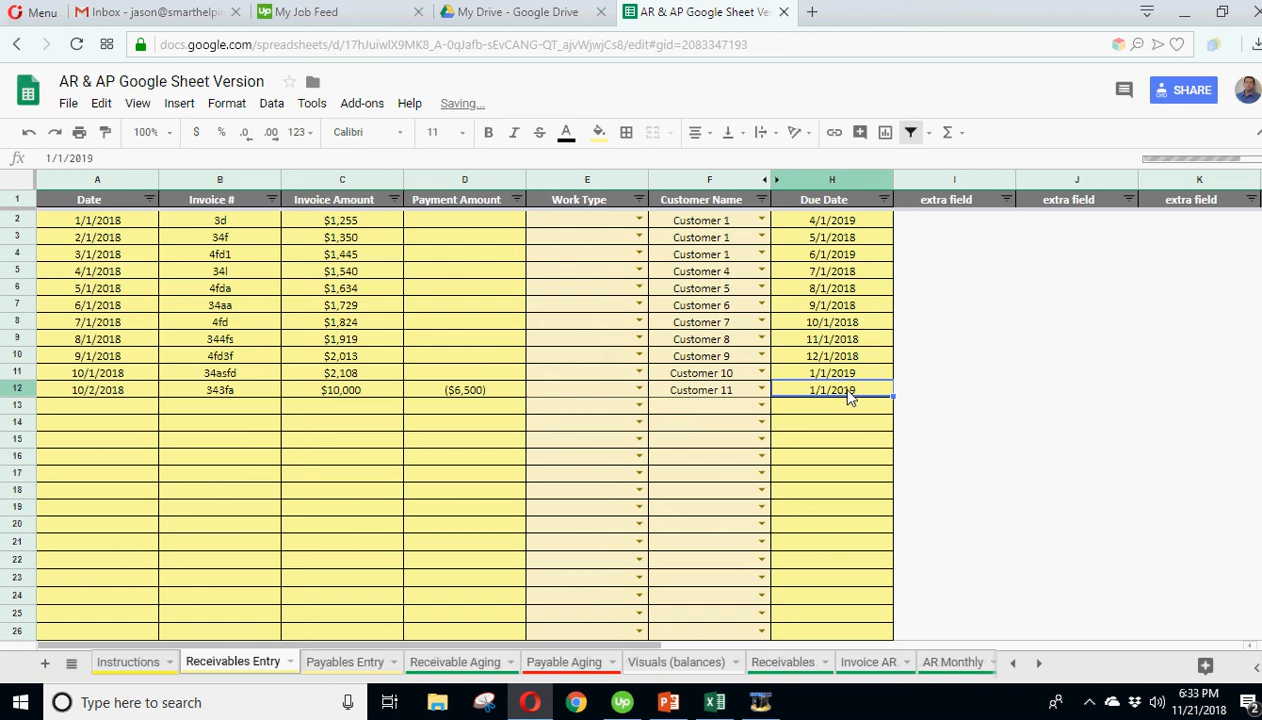 Menu
Inbox - jason@smarthelpin
My Job Feed
My Drive - Google Drive
AR & AP Google Sheet Ve
docs.google.com/spreadsheets/d/17hJuiwlX9MK8_A-0qJafb-sEvCANG-QT_ajvWjwjCs8/edit#gid=2083347193
AR & AP Google Sheet Version
File Edit View Insert Format Data Tools Add-ons Help Saving...
SHARE
100% $ % .0 .00 123 Calibri 11 B I S A Σ
fx 1/1/2019
A B C D E F H I J K
1 Date Invoice # Invoice Amount Payment Amount Work Type Customer Name Due Date extra field extra field extra field
2 1/1/2018 3d $1,255 Customer 1 4/1/2019
3 2/1/2018 34f $1,350 Customer 1 5/1/2018
4 3/1/2018 4fd1 $1,445 Customer 1 6/1/2019
5 4/1/2018 34l $1,540 Customer 4 7/1/2018
6 5/1/2018 4fda $1,634 Customer 5 8/1/2018
7 6/1/2018 34aa $1,729 Customer 6 9/1/2018
8 7/1/2018 4fd $1,824 Customer 7 10/1/2018
9 8/1/2018 344fs $1,919 Customer 8 11/1/2018
10 9/1/2018 4fd3f $2,013 Customer 9 12/1/2018
11 10/1/2018 34asfd $2,108 Customer 10 1/1/2019
12 10/2/2018 343fa $10,000 ($6,500) Customer 11 1/1/2019
13
14
15
16
17
18
19
20
21
22
23
24
25
26
Instructions Receivables Entry Payables Entry Receivable Aging Payable Aging Visuals (balances) Receivables Invoice AR AR Monthly
Type here to search
6:33 PM
11/21/2018
2